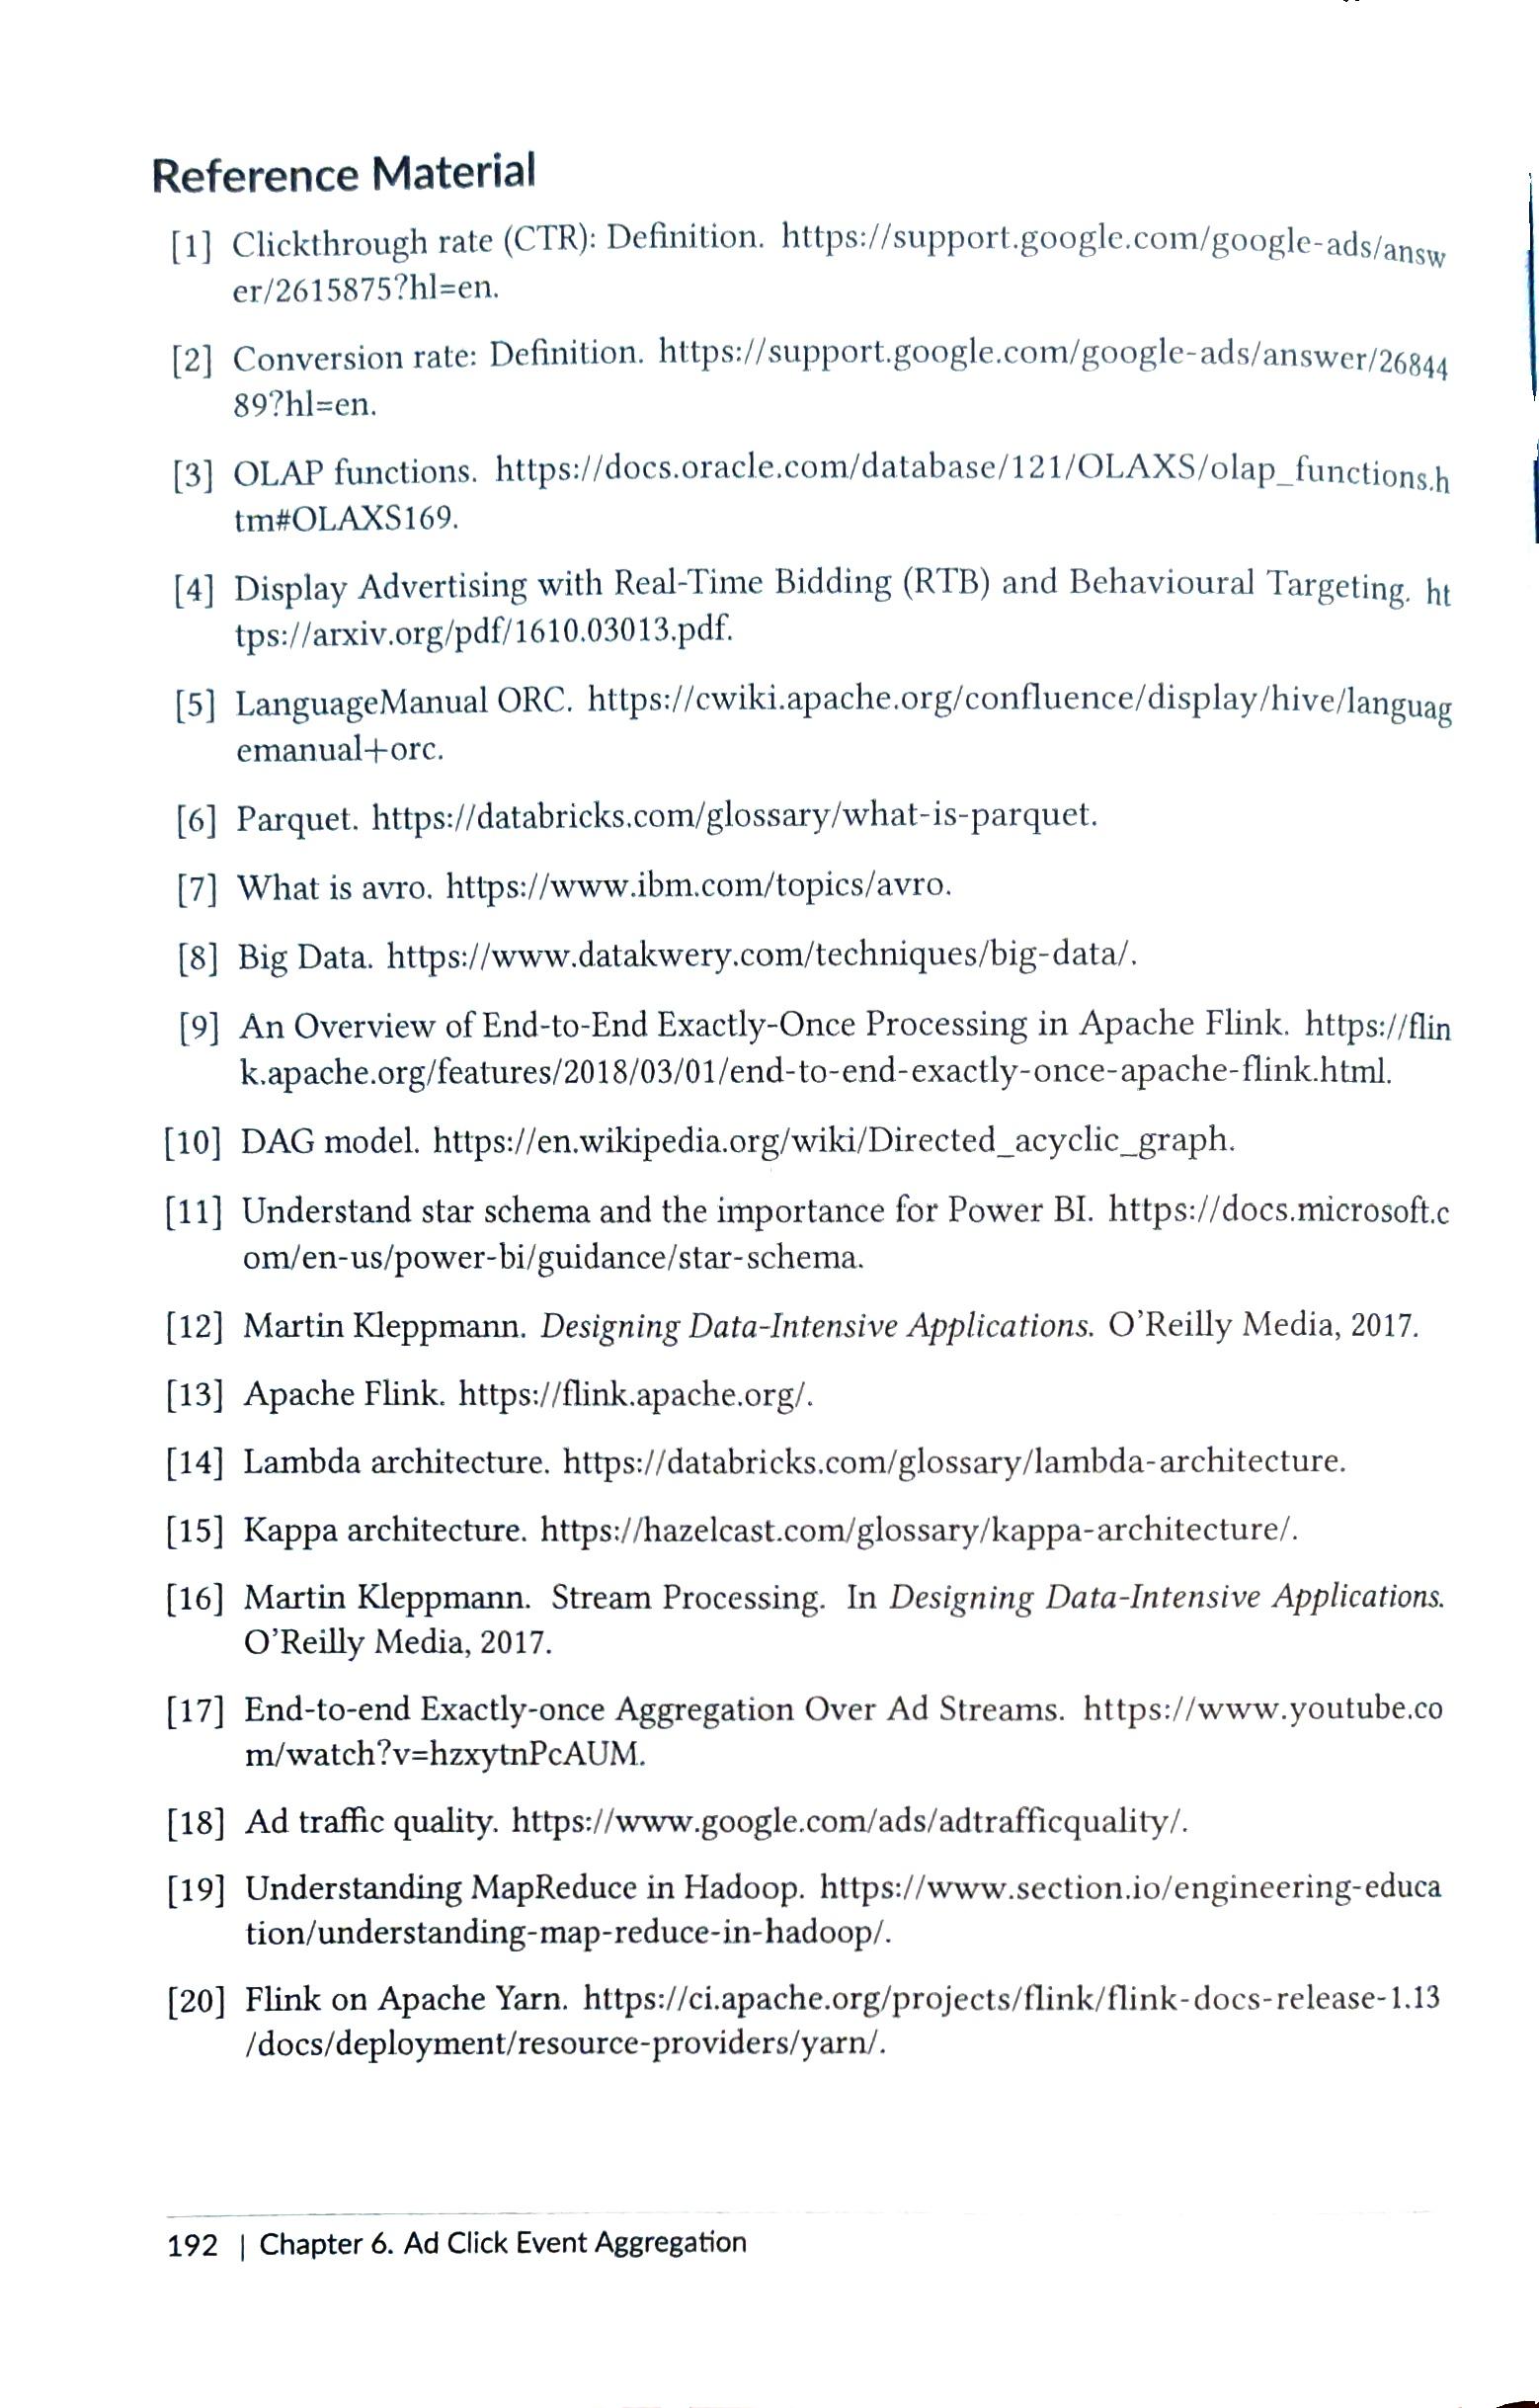 Reference Material
[1] Clickthrough rate (CTR): Definition. https://support.google.com/google-ads/answ
er/2615875?hl=en.
[2] Conversion rate: Definition. https://support.google.com/google-ads/answer/26844
89?hl=en.
[3] OLAP functions. https://docs.oracle.com/database/121/OLAXS/olap_functions.h
tm#OLAXS169.
[4] Display Advertising with Real-Time Bidding (RTB) and Behavioural Targeting. ht
tps://arxiv.org/pdf/1610.03013.pdf.
[5] LanguageManual ORC. https://cwiki.apache.org/confluence/display/hive/languag
emanual+orc.
[6] Parquet. https://databricks.com/glossary/what-is-parquet.
[7] What is avro. https://www.ibm.com/topics/avro.
[8] Big Data. https://www.datakwery.com/techniques/big-data/.
[9] An Overview of End-to-End Exactly-Once Processing in Apache Flink. https://flin
k.apache.org/features/2018/03/01/end-to-end-exactly-once-apache-flink.html.
[10] DAG model. https://en.wikipedia.org/wiki/Directed_acyclic_graph.
[11] Understand star schema and the importance for Power BI. https://docs.microsoft.c
om/en-us/power-bi/guidance/star-schema.
[12] Martin Kleppmann. Designing Data-Intensive Applications. O'Reilly Media, 2017.
[13] Apache Flink. https://flink.apache.org/.
[14] Lambda architecture. https://databricks.com/glossary/lambda-architecture.
[15] Kappa architecture. https://hazelcast.com/glossary/kappa-architecture/.
[16] Martin Kleppmann. Stream Processing. In Designing Data-Intensive Applications.
O'Reilly Media, 2017.
[17] End-to-end Exactly-once Aggregation Over Ad Streams. https://www.youtube.co
m/watch?v=hzxytnPcAUM.
[18] Ad traffic quality. https://www.google.com/ads/adtrafficquality/.
[19] Understanding MapReduce in Hadoop. https://www.section.io/engineering-educa
tion/understanding-map-reduce-in-hadoop/.
[20] Flink on Apache Yarn. https://ci.apache.org/projects/flink/flink-docs-release-1.13
/docs/deployment/resource-providers/yarn/.
192 | Chapter 6. Ad Click Event Aggregation